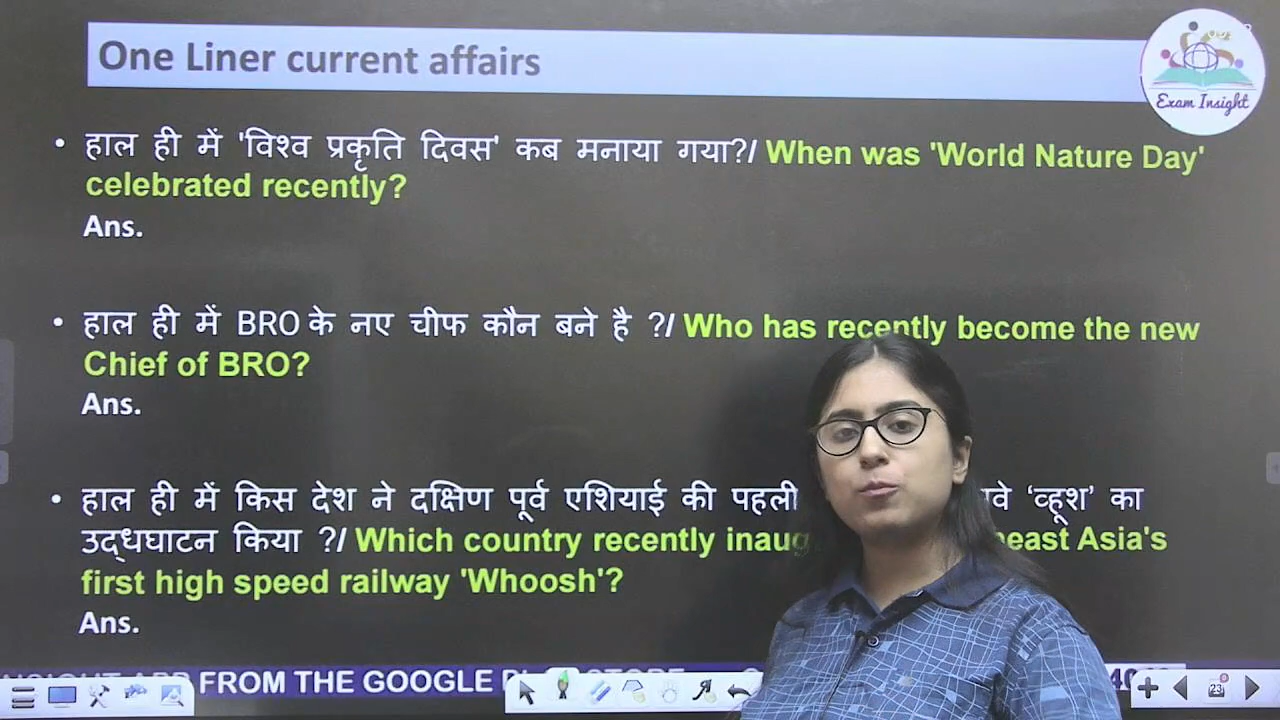 One Liner current affairs
Exam Insight
• हाल ही में 'विश्व प्रकृति दिवस' कब मनाया गया?/ When was 'World Nature Day'
celebrated recently?
Ans.
• हाल ही में BRO के नए चीफ कौन बने है ?/ Who has recently become the new
Chief of BRO?
Ans.
• हाल ही में किस देश ने दक्षिण पूर्व एशियाई की पहली ‘व्हूश’ का
उद्धघाटन किया ?/ Which country recently Asia's
first high speed railway 'Whoosh'?
Ans.
FROM THE GOOGLE
23